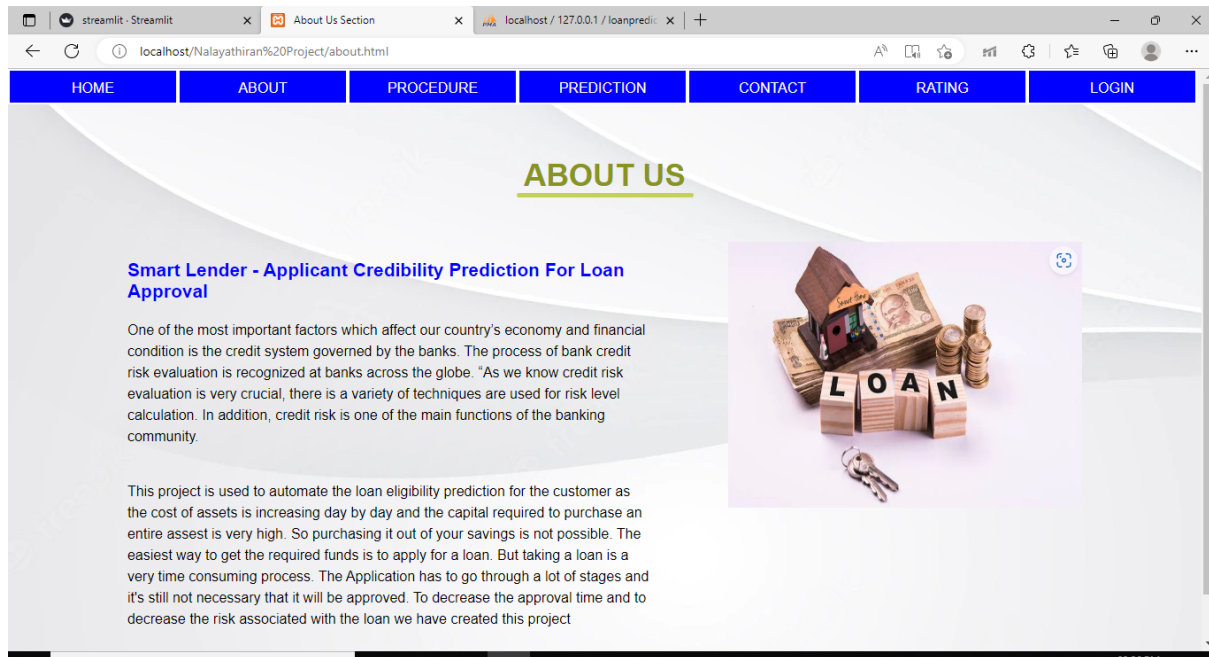 streamlit · Streamlit
About Us Section
localhost / 127.0.0.1 / loanpredic
localhost/Nalayathiran%20Project/about.html
HOME ABOUT PROCEDURE PREDICTION CONTACT RATING LOGIN
ABOUT US
Smart Lender - Applicant Credibility Prediction For Loan
Approval
One of the most important factors which affect our country’s economy and financial
condition is the credit system governed by the banks. The process of bank credit
risk evaluation is recognized at banks across the globe. “As we know credit risk
evaluation is very crucial, there is a variety of techniques are used for risk level
calculation. In addition, credit risk is one of the main functions of the banking
community.
This project is used to automate the loan eligibility prediction for the customer as
the cost of assets is increasing day by day and the capital required to purchase an
entire assest is very high. So purchasing it out of your savings is not possible. The
easiest way to get the required funds is to apply for a loan. But taking a loan is a
very time consuming process. The Application has to go through a lot of stages and
it's still not necessary that it will be approved. To decrease the approval time and to
decrease the risk associated with the loan we have created this project
Sweet Home
LOAN